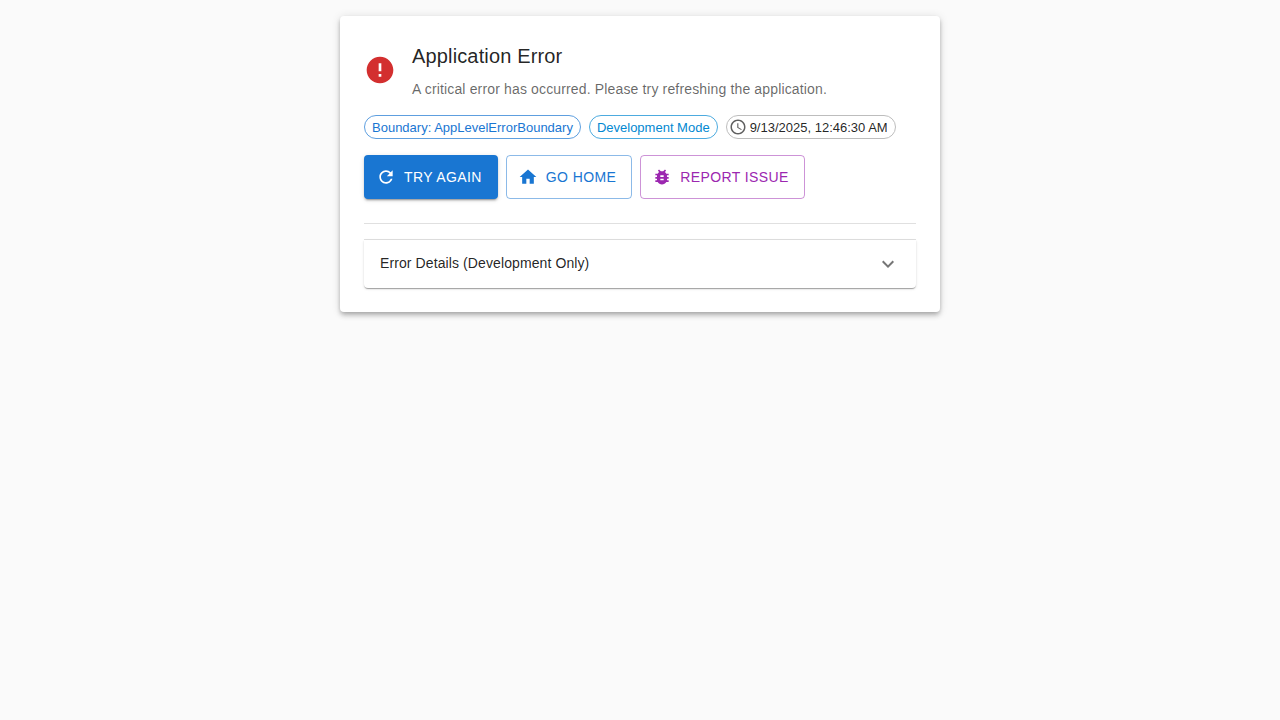 Application Error
A critical error has occurred. Please try refreshing the application.
Boundary: AppLevelErrorBoundary Development Mode 9/13/2025, 12:46:30 AM
TRY AGAIN GO HOME REPORT ISSUE
Error Details (Development Only)